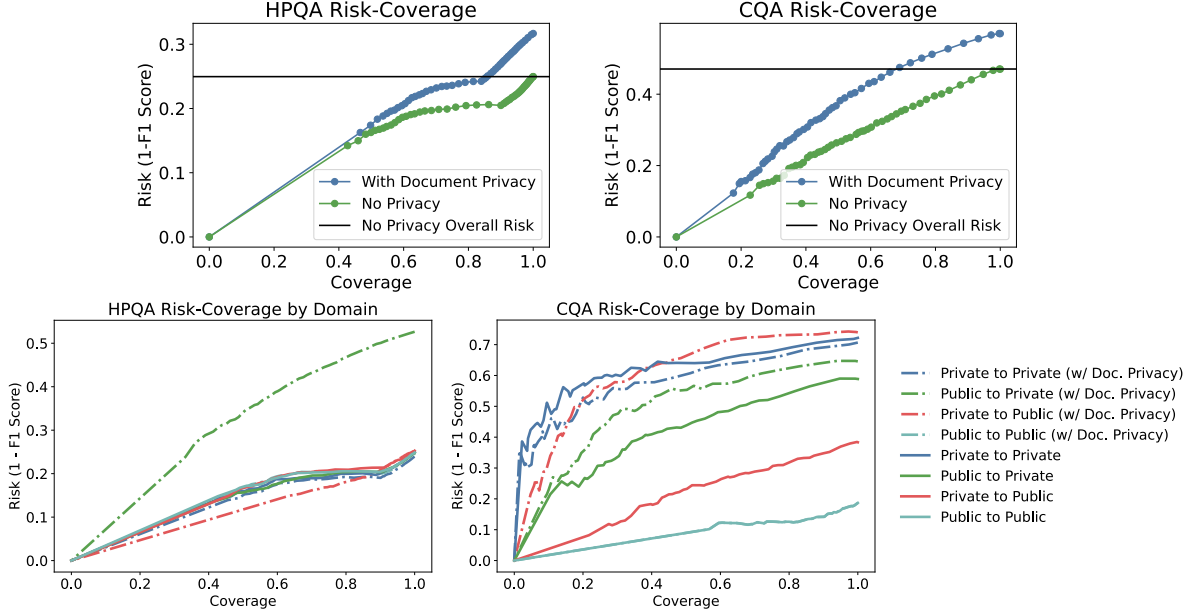 HPQA Risk-Coverage
Risk (1-F1 Score)
0.3
0.2
0.1
0.0
With Document Privacy
No Privacy
No Privacy Overall Risk
0.0 0.2 0.4 0.6 0.8 1.0
Coverage
CQA Risk-Coverage
Risk (1-F1 Score)
0.4
0.2
0.0
With Document Privacy
No Privacy
No Privacy Overall Risk
0.0 0.2 0.4 0.6 0.8 1.0
Coverage
HPQA Risk-Coverage by Domain
Risk (1 - F1 Score)
0.5
0.4
0.3
0.2
0.1
0.0
0.0 0.2 0.4 0.6 0.8 1.0
Coverage
CQA Risk-Coverage by Domain
Risk (1 - F1 Score)
0.7
0.6
0.5
0.4
0.3
0.2
0.1
0.0
0.0 0.2 0.4 0.6 0.8 1.0
Coverage
Private to Private (w/ Doc. Privacy)
Public to Private (w/ Doc. Privacy)
Private to Public (w/ Doc. Privacy)
Public to Public (w/ Doc. Privacy)
Private to Private
Public to Private
Private to Public
Public to Public